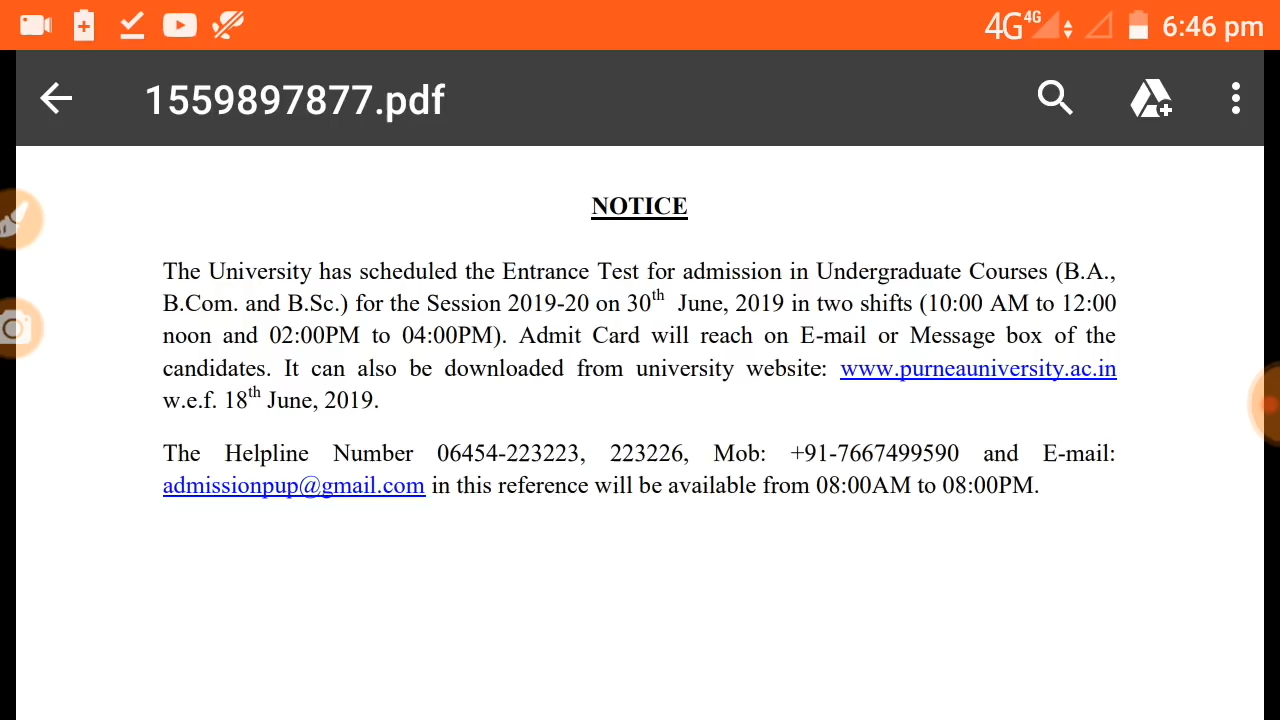 4G 4G 6:46 pm
1559897877.pdf
NOTICE
The University has scheduled the Entrance Test for admission in Undergraduate Courses (B.A.,
B.Com. and B.Sc.) for the Session 2019-20 on 30th June, 2019 in two shifts (10:00 AM to 12:00
noon and 02:00PM to 04:00PM). Admit Card will reach on E-mail or Message box of the
candidates. It can also be downloaded from university website: www.purneauniversity.ac.in
w.e.f. 18th June, 2019.
The Helpline Number 06454-223223, 223226, Mob: +91-7667499590 and E-mail:
admissionpup@gmail.com in this reference will be available from 08:00AM to 08:00PM.